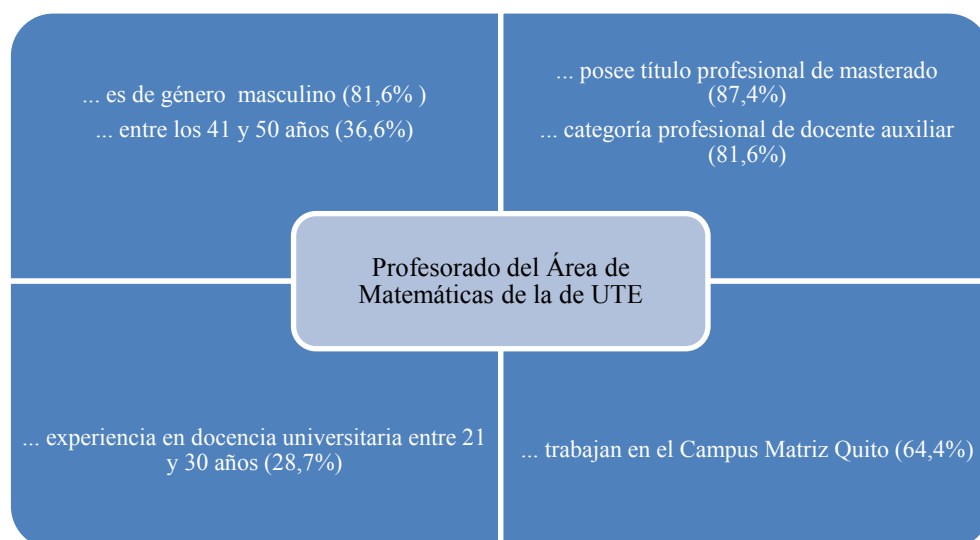 ... es de género masculino (81,6% )
... entre los 41 y 50 años (36,6%)
... posee título profesional de masterado
(87,4%)
... categoría profesional de docente auxiliar
(81,6%)
Profesorado del Área de
Matemáticas de la de UTE
... experiencia en docencia universitaria entre 21
y 30 años (28,7%)
... trabajan en el Campus Matriz Quito (64,4%)